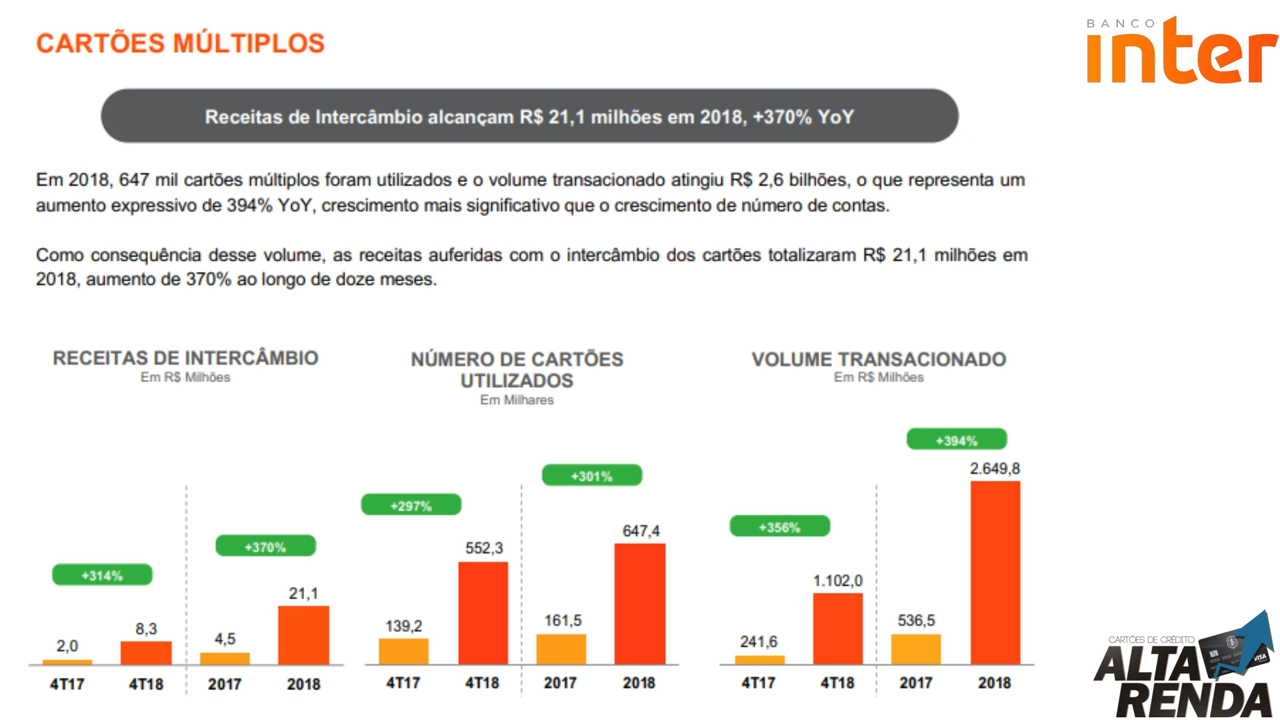 CARTÕES MÚLTIPLOS
BANCO
inter
Receitas de Intercâmbio alcançam R$ 21,1 milhões em 2018, +370% YoY
Em 2018, 647 mil cartões múltiplos foram utilizados e o volume transacionado atingiu R$ 2,6 bilhões, o que representa um
aumento expressivo de 394% YoY, crescimento mais significativo que o crescimento de número de contas.
Como consequência desse volume, as receitas auferidas com o intercâmbio dos cartões totalizaram R$ 21,1 milhões em
2018, aumento de 370% ao longo de doze meses.
RECEITAS DE INTERCÂMBIO
Em R$ Milhões
+314%
+370%
2,0
8,3
4,5
21,1
4T17
4T18
2017
2018
NÚMERO DE CARTÕES
UTILIZADOS
Em Milhares
+297%
+301%
139,2
552,3
161,5
647,4
4T17
4T18
2017
2018
VOLUME TRANSACIONADO
Em R$ Milhões
+356%
+394%
241,6
1.102,0
536,5
2.649,8
4T17
4T18
2017
2018
CARTÕES DE CRÉDITO
ALTA
RENDA
VISA